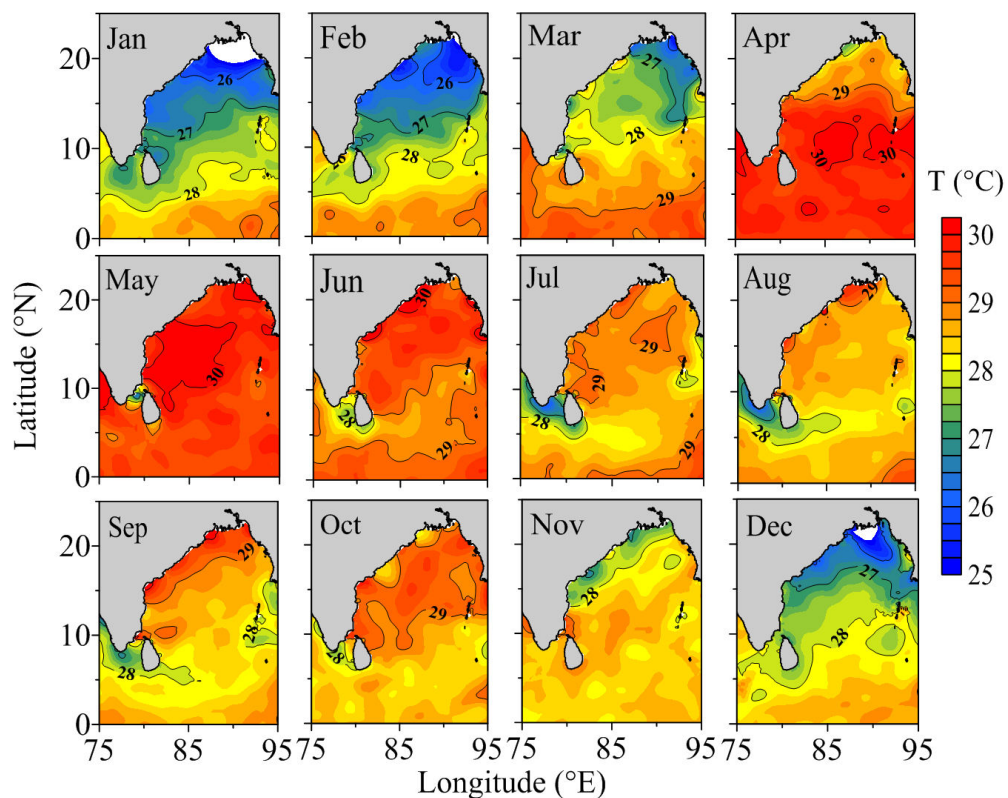 Jan Feb Mar Apr
20 10 0
26 27 28
26 27 28 26
27 28 29
29 30 30
T (°C)
30 29 28 27 26 25
May Jun Jul Aug
20 10 0
30
30 28 29
29 29 28 29
29 28
Latitude (°N)
Sep Oct Nov Dec
20 10 0
29 28 28
29 28
28
27 28
75 85 95 75 85 95 75 85 95 75 85 95
Longitude (°E)